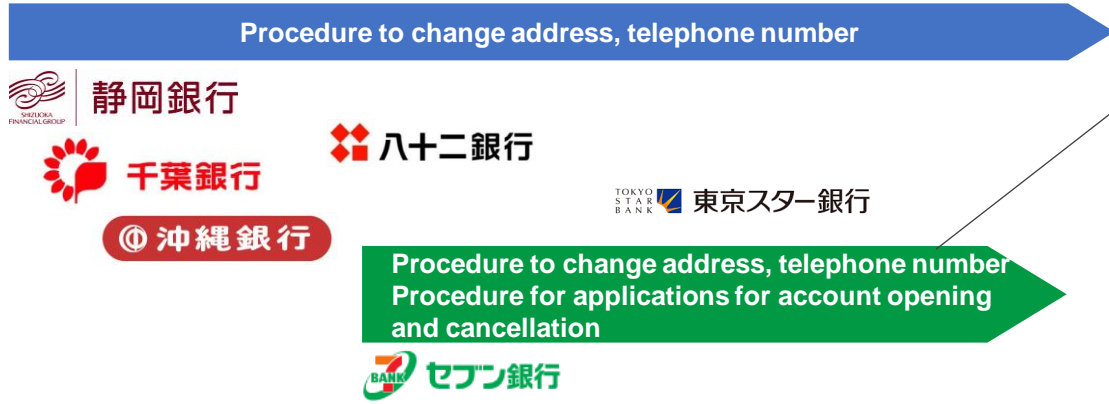 Procedure to change address, telephone number
静岡銀行
SHIZUOKA
FINANCIAL GROUP
八十二銀行
千葉銀行
TOKYO
STAR
BANK
東京スター銀行
沖縄銀行
Procedure to change address, telephone number
Procedure for applications for account opening
and cancellation
7
BANK
セブン銀行